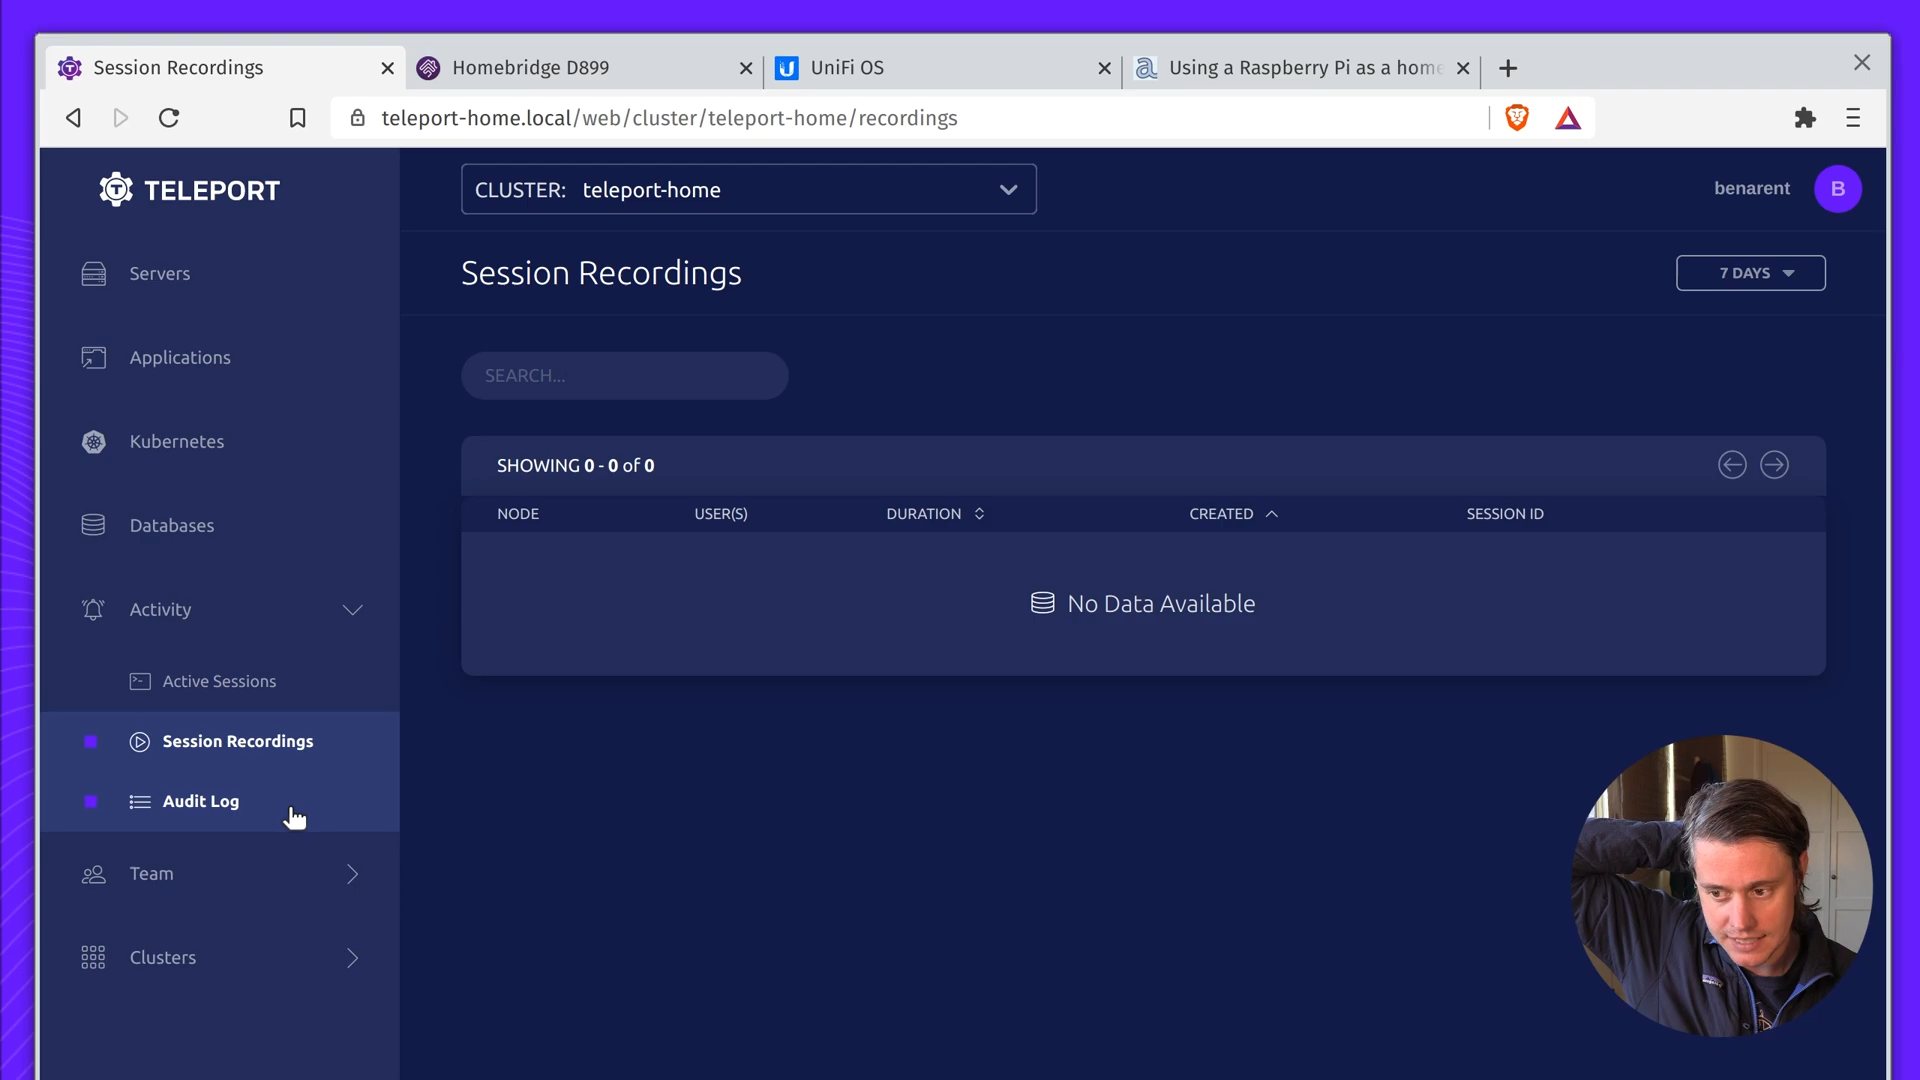 Session Recordings
Homebridge D899
UniFi OS
Using a Raspberry Pi as a home
teleport-home.local/web/cluster/teleport-home/recordings
TELEPORT
CLUSTER: teleport-home
benarent
B
Servers
Applications
Kubernetes
Databases
Activity
Active Sessions
Session Recordings
Audit Log
Team
Clusters
Session Recordings
7 DAYS
SEARCH...
SHOWING 0 - 0 of 0
NODE USER(S) DURATION CREATED SESSION ID
No Data Available